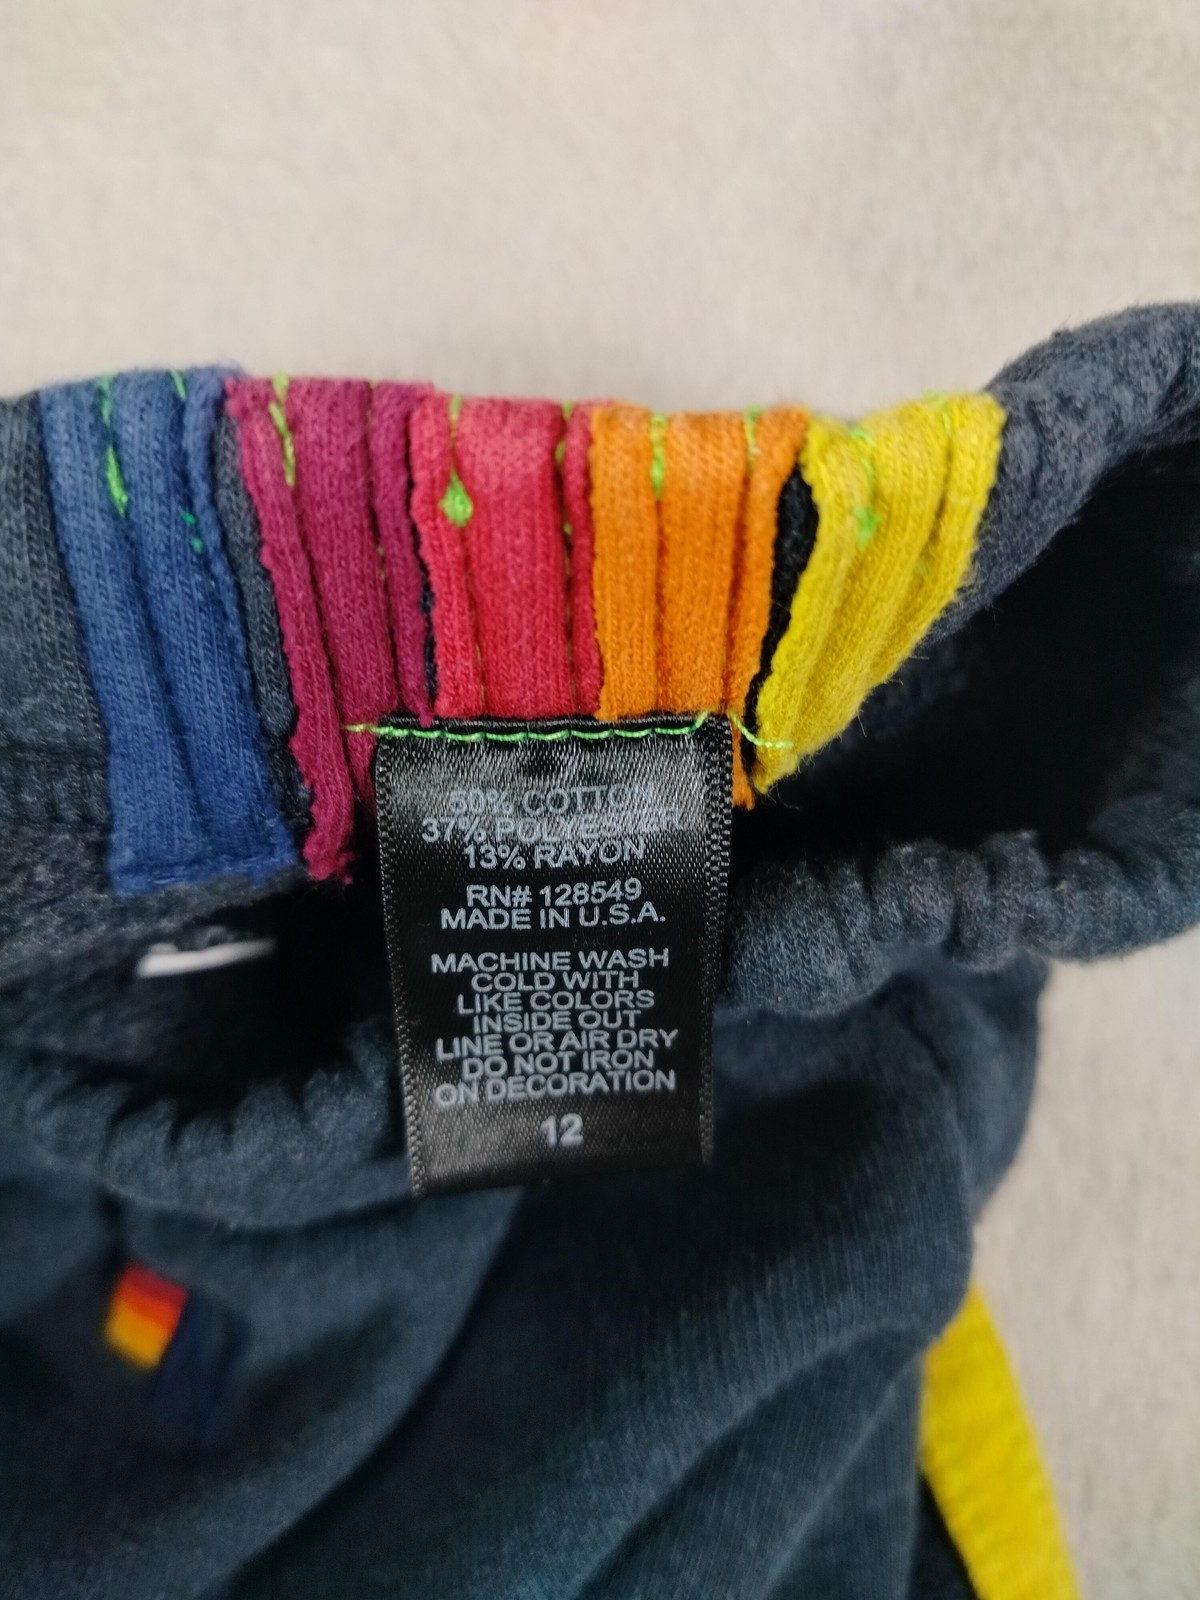 50% COTTON
37% POLYESTER
13% RAYON
RN# 128549
MADE IN U.S.A.
MACHINE WASH
COLD WITH
LIKE COLORS
INSIDE OUT
LINE OR AIR DRY
DO NOT IRON
ON DECORATION
12